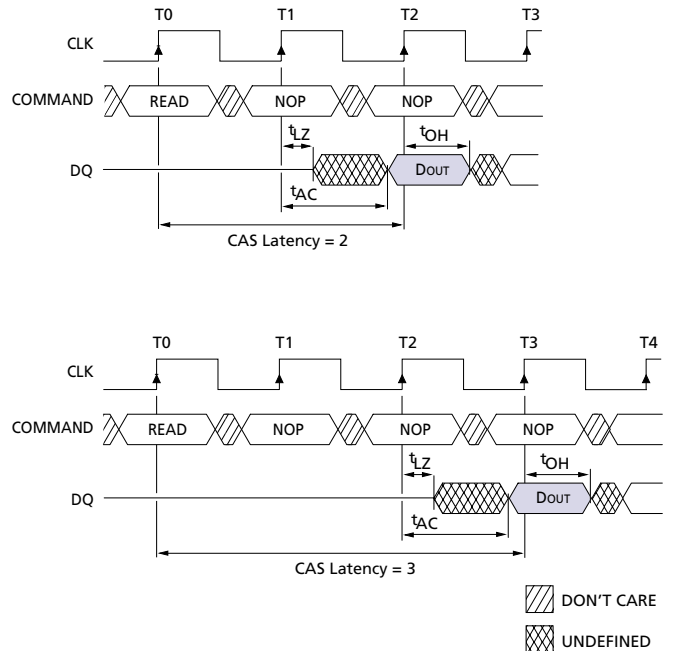 T0 T1 T2 T3
CLK
COMMAND READ NOP NOP
tLZ tOH
DQ DOUT
tAC
CAS Latency = 2
T0 T1 T2 T3 T4
CLK
COMMAND READ NOP NOP NOP
tLZ tOH
DQ DOUT
tAC
CAS Latency = 3
DON'T CARE
UNDEFINED